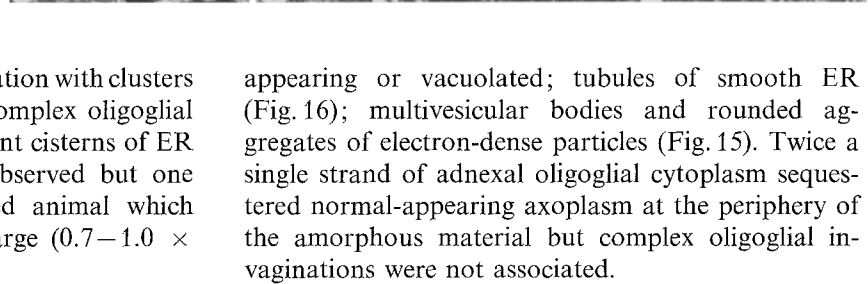 ation with clusters
omplex oligoglial
nt cisterns of ER
bserved but one
d animal which
arge (0.7–1.0 ×
appearing or vacuolated; tubules of smooth ER
(Fig. 16); multivesicular bodies and rounded ag-
gregates of electron-dense particles (Fig. 15). Twice a
single strand of adnexal oligoglial cytoplasm seques-
tered normal-appearing axoplasm at the periphery of
the amorphous material but complex oligoglial in-
vaginations were not associated.